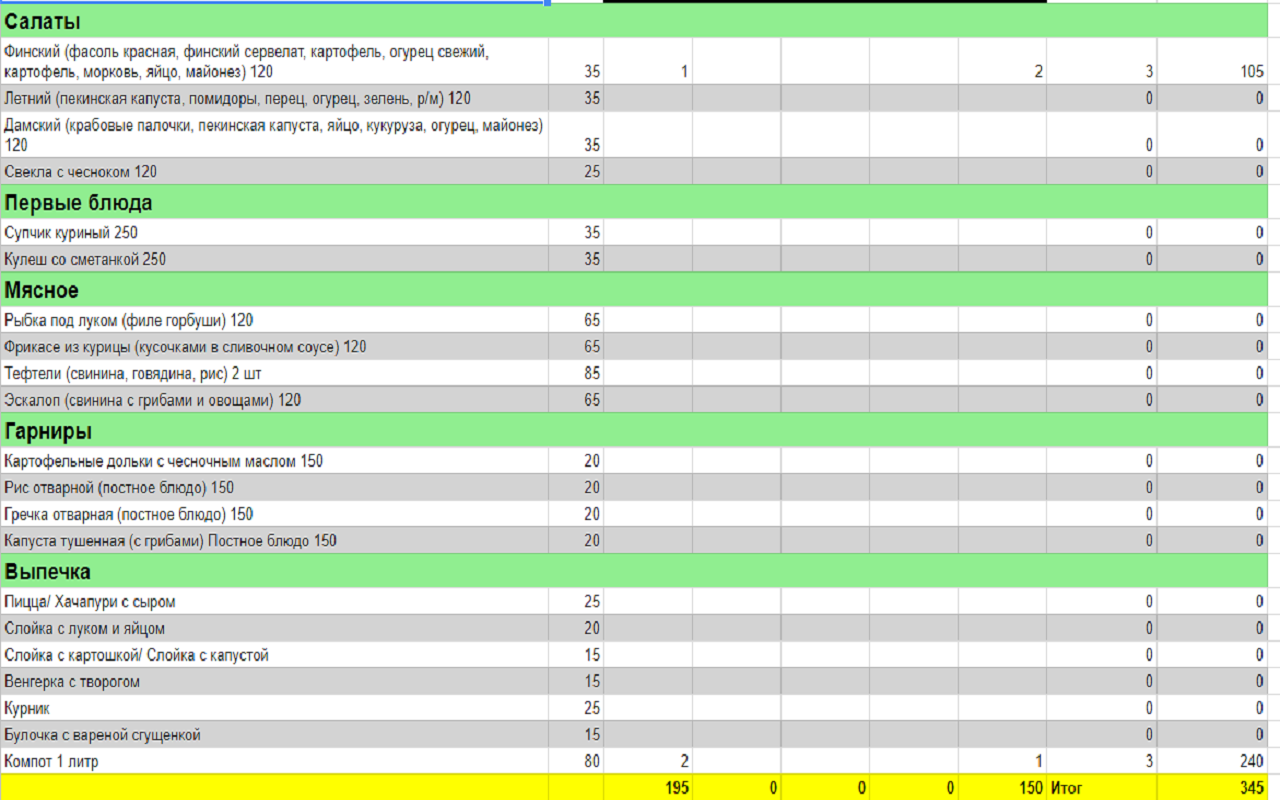 Салаты
Финский (фасоль красная, финский сервелат, картофель, огурец свежий,
картофель, морковь, яйцо, майонез) 120 35 1 2 3 105
Летний (пекинская капуста, помидоры, перец, огурец, зелень, р/м) 120 35 0 0
Дамский (крабовые палочки, пекинская капуста, яйцо, кукуруза, огурец, майонез)
120 35 0 0
Свекла с чесноком 120 25 0 0
Первые блюда
Супчик куриный 250 35 0 0
Кулеш со сметанкой 250 35 0 0
Мясное
Рыбка под луком (филе горбуши) 120 65 0 0
Фрикасе из курицы (кусочками в сливочном соусе) 120 65 0 0
Тефтели (свинина, говядина, рис) 2 шт 85 0 0
Эскалоп (свинина с грибами и овощами) 120 65 0 0
Гарниры
Картофельные дольки с чесночным маслом 150 20 0 0
Рис отварной (постное блюдо) 150 20 0 0
Гречка отварная (постное блюдо) 150 20 0 0
Капуста тушенная (с грибами) Постное блюдо 150 20 0 0
Выпечка
Пицца/ Хачапури с сыром 25 0 0
Слойка с луком и яйцом 20 0 0
Слойка с картошкой/ Слойка с капустой 15 0 0
Венгерка с творогом 15 0 0
Курник 25 0 0
Булочка с вареной сгущенкой 15 0 0
Компот 1 литр 80 2 1 3 240
195 0 0 0 150 Итог 345